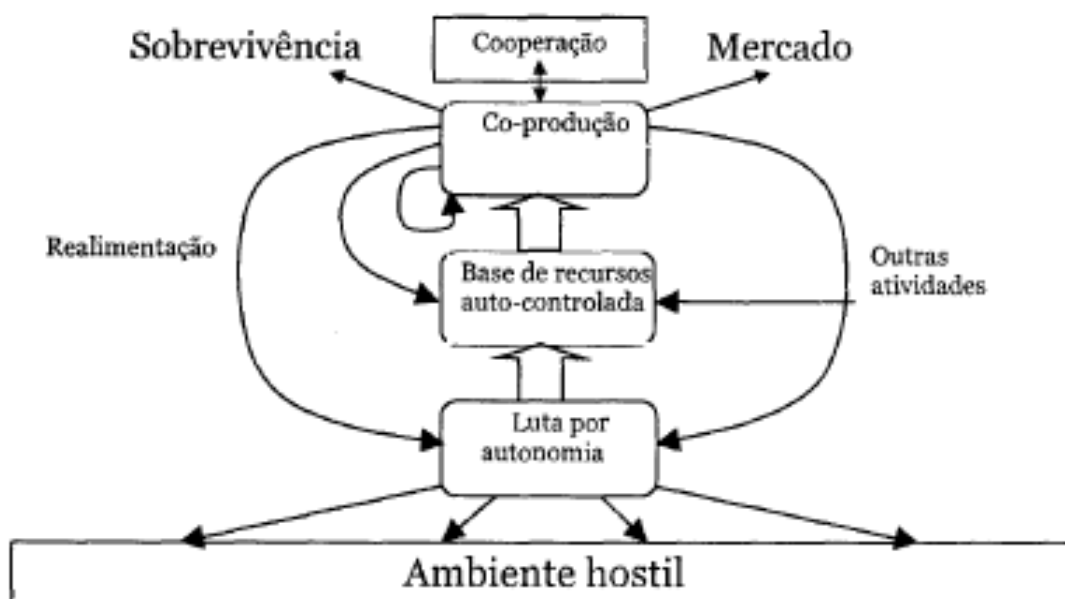 Sobrevivência
Cooperação
Mercado
Co-produção
Realimentação
Base de recursos
auto-controlada
Outras
atividades
Luta por
autonomia
Ambiente hostil